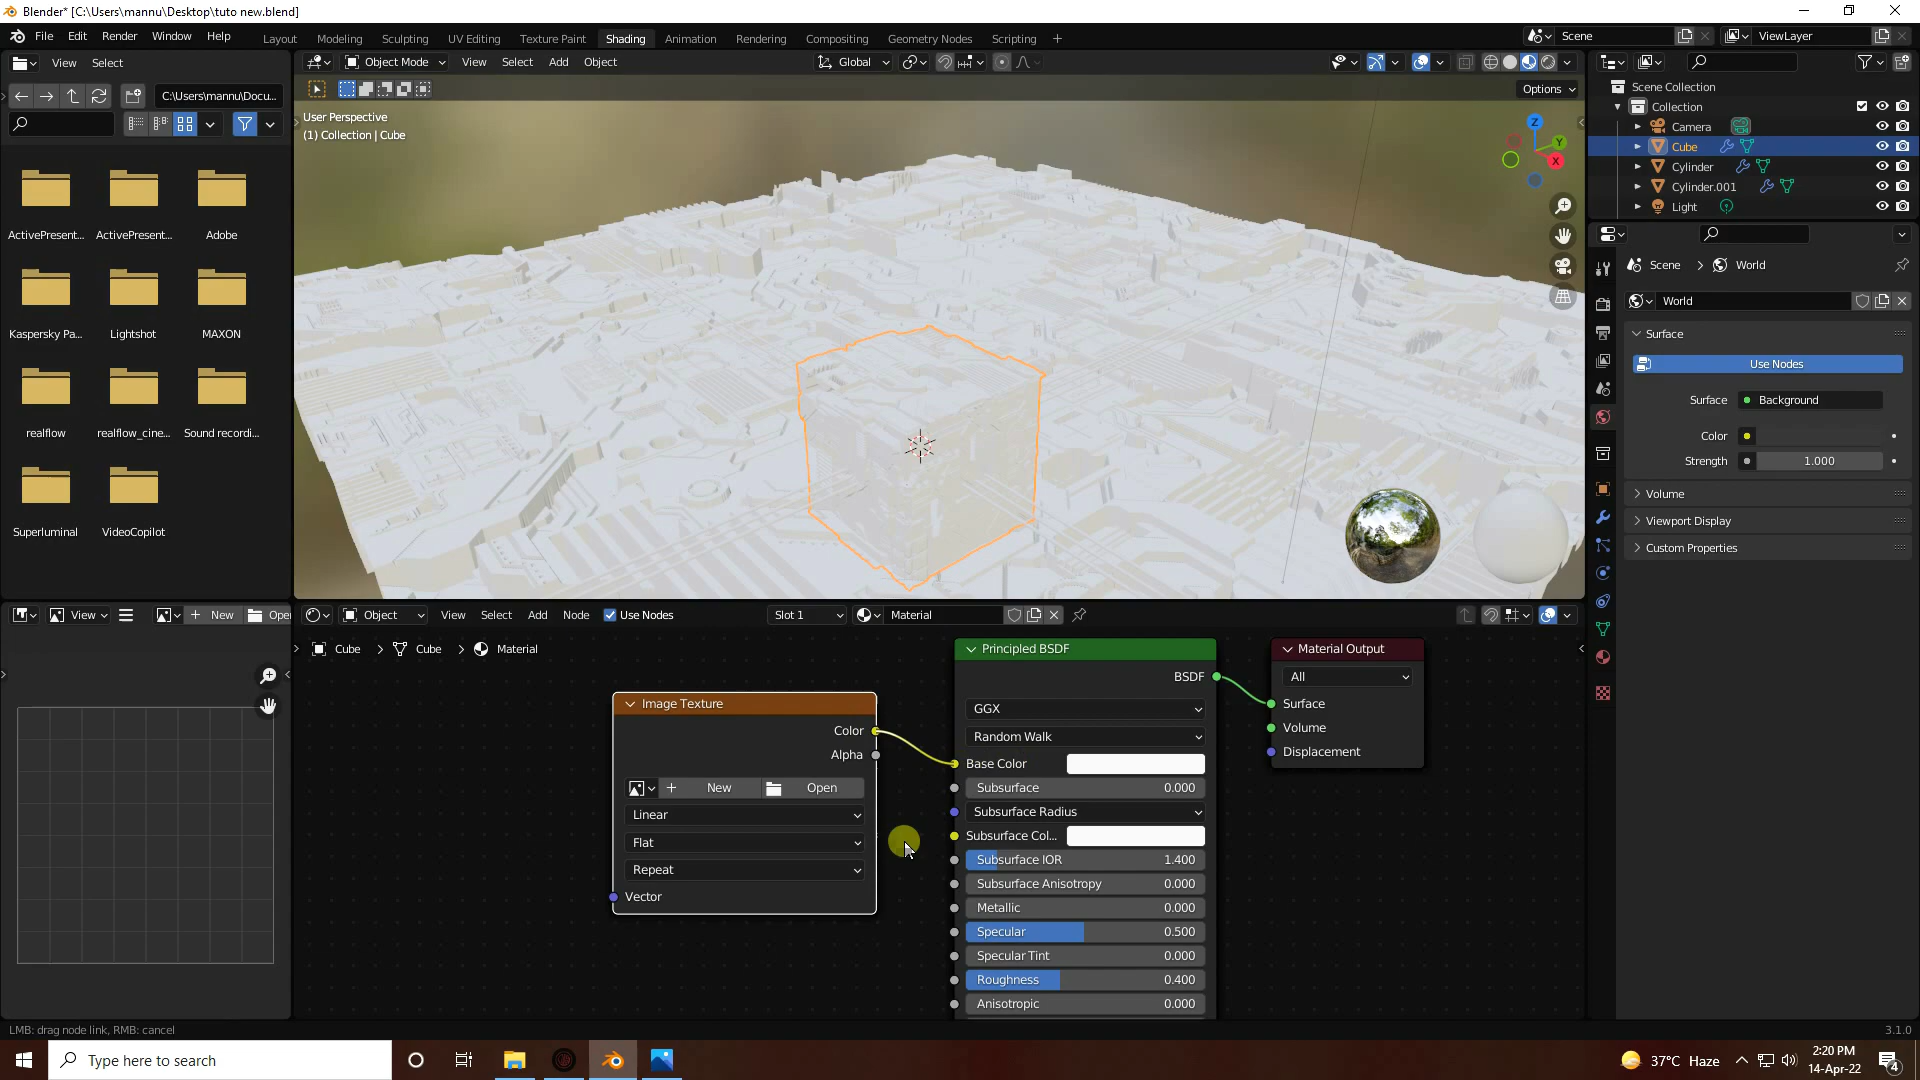 Blender* [C:\Users\mannu\Desktop\tuto new.blend]
File Edit Render Window Help
Layout Modeling Sculpting UV Editing Texture Paint Shading Animation Rendering Compositing Geometry Nodes Scripting +
Scene
ViewLayer
View Select
Object Mode View Select Add Object
Global
C:\Users\mannu\Docu...
Options
User Perspective
(1) Collection | Cube
Z
Y
X
ActivePresent... ActivePresent... Adobe
Kaspersky Pa... Lightshot MAXON
realflow realflow_cine... Sound recordi...
Superluminal VideoCopilot
Scene Collection
Collection
Camera
Cube
Cylinder
Cylinder.001
Light
Scene > World
World
Surface
Use Nodes
Surface Background
Color
Strength 1.000
Volume
Viewport Display
Custom Properties
View + New Ope
Object View Select Add Node Use Nodes Slot 1 Material
Cube > Cube > Material
Image Texture
Color
Alpha
+ New Open
Linear
Flat
Repeat
Vector
Principled BSDF
BSDF
GGX
Random Walk
Base Color
Subsurface 0.000
Subsurface Radius
Subsurface Col...
Subsurface IOR 1.400
Subsurface Anisotropy 0.000
Metallic 0.000
Specular 0.500
Specular Tint 0.000
Roughness 0.400
Anisotropic 0.000
Material Output
All
Surface
Volume
Displacement
LMB: drag node link, RMB: cancel
3.1.0
Type here to search
37°C Haze
2:20 PM
14-Apr-22
4